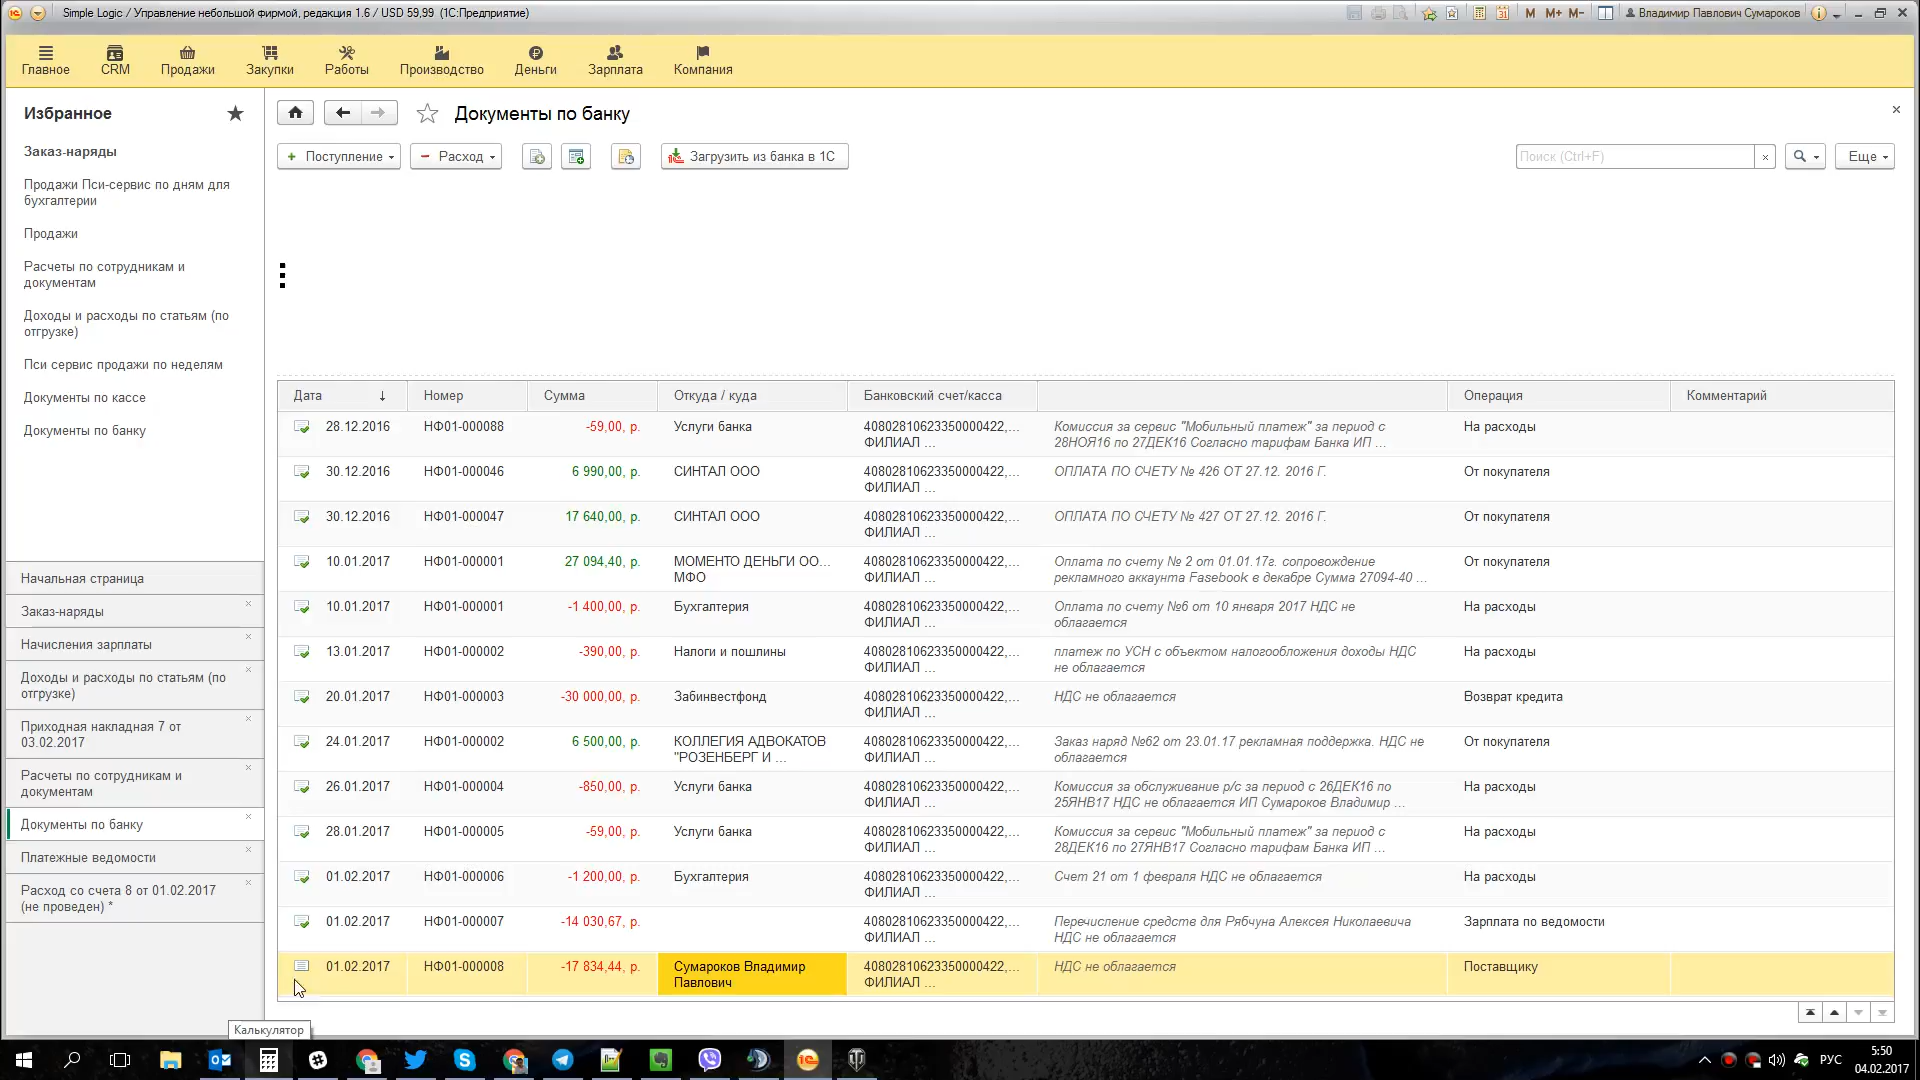 Simple Logic / Управление небольшой фирмой, редакция 1.6 / USD 59,99 (1С:Предприятие)
M M+ M- Владимир Павлович Сумароков
Главное CRM Продажи Закупки Работы Производство Деньги Зарплата Компания
Избранное
Заказ-наряды
Продажи Пси-сервис по дням для
бухгалтерии
Продажи
Расчеты по сотрудникам и
документам
Доходы и расходы по статьям (по
отгрузке)
Пси сервис продажи по неделям
Документы по кассе
Документы по банку
Начальная страница
Заказ-наряды
Начисления зарплаты
Доходы и расходы по статьям (по
отгрузке)
Приходная накладная 7 от
03.02.2017
Расчеты по сотрудникам и
документам
Документы по банку
Платежные ведомости
Расход со счета 8 от 01.02.2017
(не проведен) *
Документы по банку
+ Поступление − Расход Загрузить из банка в 1С Поиск (Ctrl+F) × Еще
Дата ↓ Номер Сумма Откуда / куда Банковский счет/касса Операция Комментарий
28.12.2016 НФ01-000088 -59,00, р. Услуги банка 40802810623350000422,... Комиссия за сервис "Мобильный платеж" за период с На расходы
ФИЛИАЛ ... 28НОЯ16 по 27ДЕК16 Согласно тарифам Банка ИП ...
30.12.2016 НФ01-000046 6 990,00, р. СИНТАЛ ООО 40802810623350000422,... ОПЛАТА ПО СЧЕТУ № 426 ОТ 27.12. 2016 Г. От покупателя
ФИЛИАЛ ...
30.12.2016 НФ01-000047 17 640,00, р. СИНТАЛ ООО 40802810623350000422,... ОПЛАТА ПО СЧЕТУ № 427 ОТ 27.12. 2016 Г. От покупателя
ФИЛИАЛ ...
10.01.2017 НФ01-000001 27 094,40, р. МОМЕНТО ДЕНЬГИ ОО... 40802810623350000422,... Оплата по счету № 2 от 01.01.17г. сопровождение От покупателя
МФО ФИЛИАЛ ... рекламного аккаунта Fasebook в декабре Сумма 27094-40 ...
10.01.2017 НФ01-000001 -1 400,00, р. Бухгалтерия 40802810623350000422,... Оплата по счету №6 от 10 января 2017 НДС не На расходы
ФИЛИАЛ ... облагается
13.01.2017 НФ01-000002 -390,00, р. Налоги и пошлины 40802810623350000422,... платеж по УСН с объектом налогообложения доходы НДС На расходы
ФИЛИАЛ ... не облагается
20.01.2017 НФ01-000003 -30 000,00, р. Забинвестфонд 40802810623350000422,... НДС не облагается Возврат кредита
ФИЛИАЛ ...
24.01.2017 НФ01-000002 6 500,00, р. КОЛЛЕГИЯ АДВОКАТОВ 40802810623350000422,... Заказ наряд №62 от 23.01.17 рекламная поддержка. НДС не От покупателя
"РОЗЕНБЕРГ И ... ФИЛИАЛ ... облагается
26.01.2017 НФ01-000004 -850,00, р. Услуги банка 40802810623350000422,... Комиссия за обслуживание р/с за период с 26ДЕК16 по На расходы
ФИЛИАЛ ... 25ЯНВ17 НДС не облагается ИП Сумароков Владимир ...
28.01.2017 НФ01-000005 -59,00, р. Услуги банка 40802810623350000422,... Комиссия за сервис "Мобильный платеж" за период с На расходы
ФИЛИАЛ ... 28ДЕК16 по 27ЯНВ17 Согласно тарифам Банка ИП ...
01.02.2017 НФ01-000006 -1 200,00, р. Бухгалтерия 40802810623350000422,... Счет 21 от 1 февраля НДС не облагается На расходы
ФИЛИАЛ ...
01.02.2017 НФ01-000007 -14 030,67, р. 40802810623350000422,... Перечисление средств для Рябчуна Алексея Николаевича Зарплата по ведомости
ФИЛИАЛ ... НДС не облагается
01.02.2017 НФ01-000008 -17 834,44, р. Сумароков Владимир 40802810623350000422,... НДС не облагается Поставщику
Павлович ФИЛИАЛ ...
Калькулятор
РУС
5:50
04.02.2017